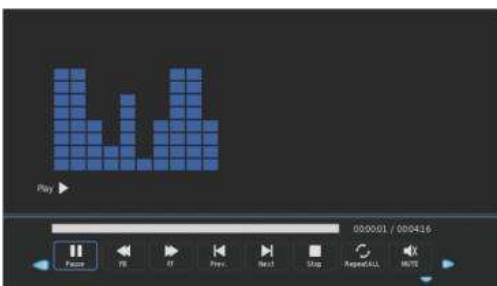 Play
00:00:01 / 00:04:16
Pause FB FF Prev. Next Stop RepeatALL MUTE